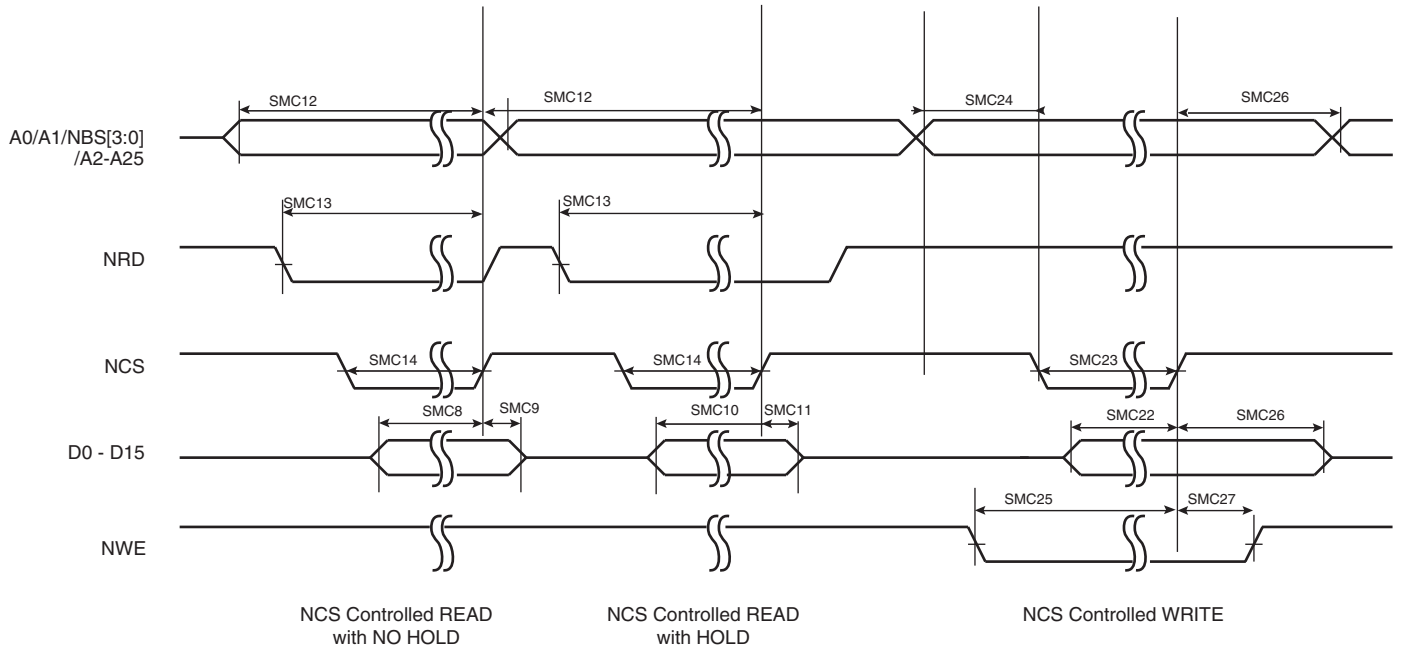 SMC12
SMC12
SMC24
SMC26
A0/A1/NBS[3:0]
/A2-A25
SMC13
SMC13
NRD
NCS
SMC14
SMC14
SMC23
SMC8
SMC9
SMC10
SMC11
SMC22
SMC26
D0 - D15
SMC25
SMC27
NWE
NCS Controlled READ
with NO HOLD
NCS Controlled READ
with HOLD
NCS Controlled WRITE